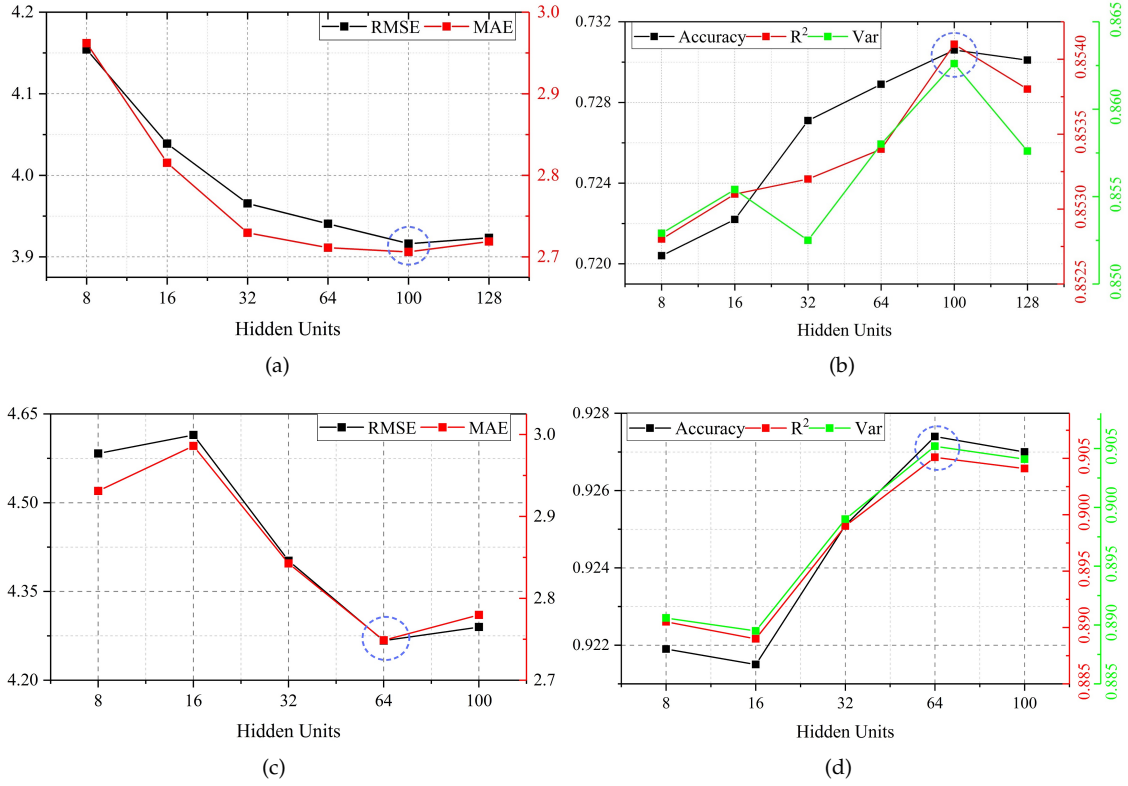 4.2
4.1
4.0
3.9
RMSE MAE
3.0
2.9
2.8
2.7
8 16 32 64 100 128
Hidden Units
(a)
0.732
0.728
0.724
0.720
Accuracy R² Var
0.8540
0.8535
0.8530
0.8525
0.865
0.860
0.855
0.850
8 16 32 64 100 128
Hidden Units
(b)
4.65
4.50
4.35
4.20
RMSE MAE
3.0
2.9
2.8
2.7
8 16 32 64 100
Hidden Units
(c)
0.928
0.926
0.924
0.922
Accuracy R² Var
0.905
0.900
0.895
0.890
0.885
0.905
0.900
0.895
0.890
0.885
8 16 32 64 100
Hidden Units
(d)